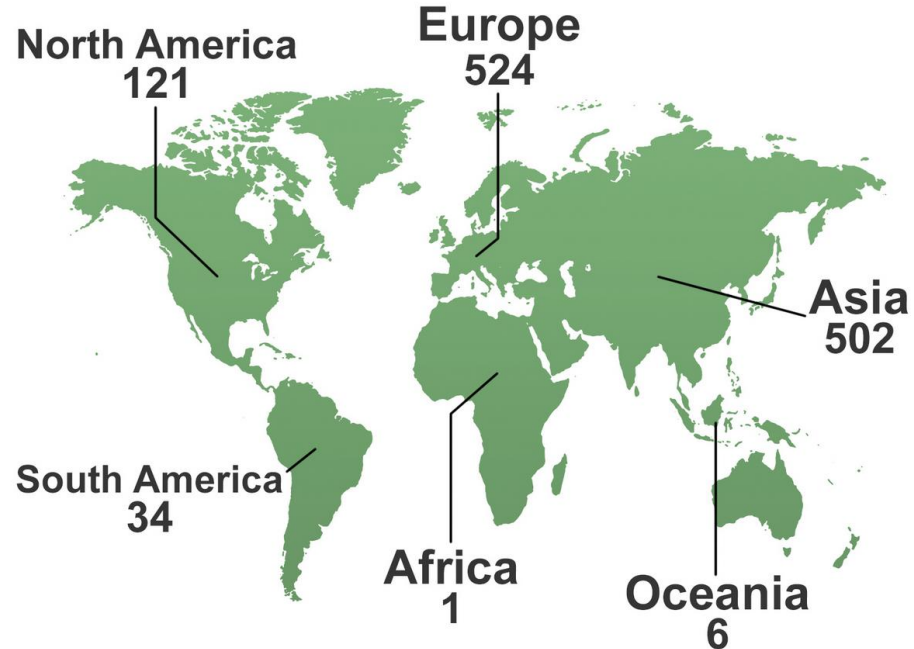 North America
121
Europe
524
Asia
502
South America
34
Africa
1
Oceania
6